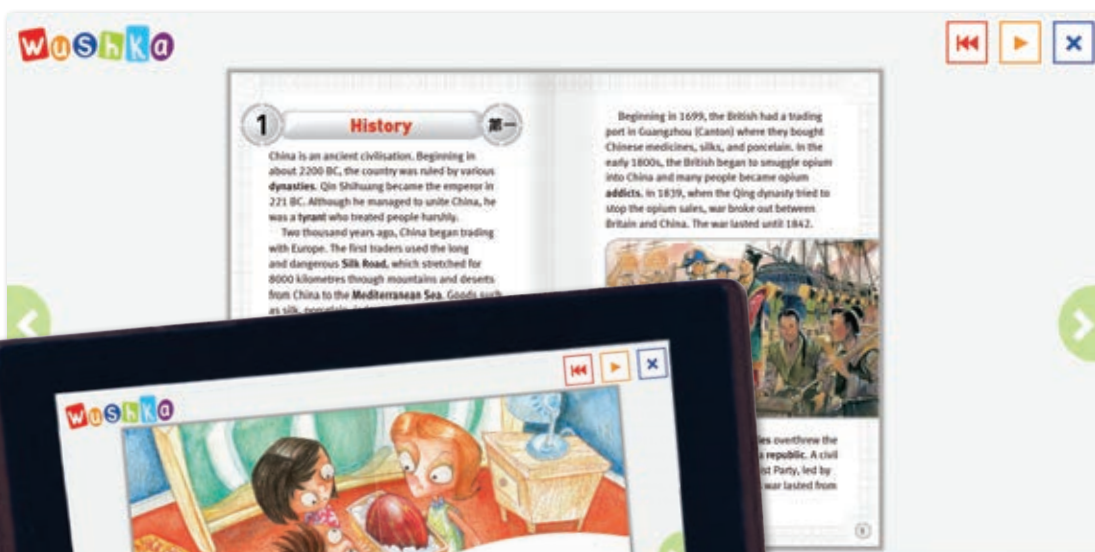 WUSHKA
1
History
第一
China is an ancient civilisation. Beginning in
about 2200 BC, the country was ruled by various
dynasties. Qin Shihuang became the emperor in
221 BC. Although he managed to unite China, he
was a tyrant who treated people harshly.
Two thousand years ago, China began trading
with Europe. The first traders used the long
and dangerous Silk Road, which stretched for
8000 kilometres through mountains and deserts
from China to the Mediterranean Sea. Goods such
as silk, porcelain,
Beginning in 1699, the British had a trading
port in Guangzhou (Canton) where they bought
Chinese medicines, silks, and porcelain. In the
early 1800s, the British began to smuggle opium
into China and many people became opium
addicts. In 1839, when the Qing dynasty tried to
stop the opium sales, war broke out between
Britain and China. The war lasted until 1842.
overthrew the
a republic. A civil
Party, led by
war lasted from
WUSHKA